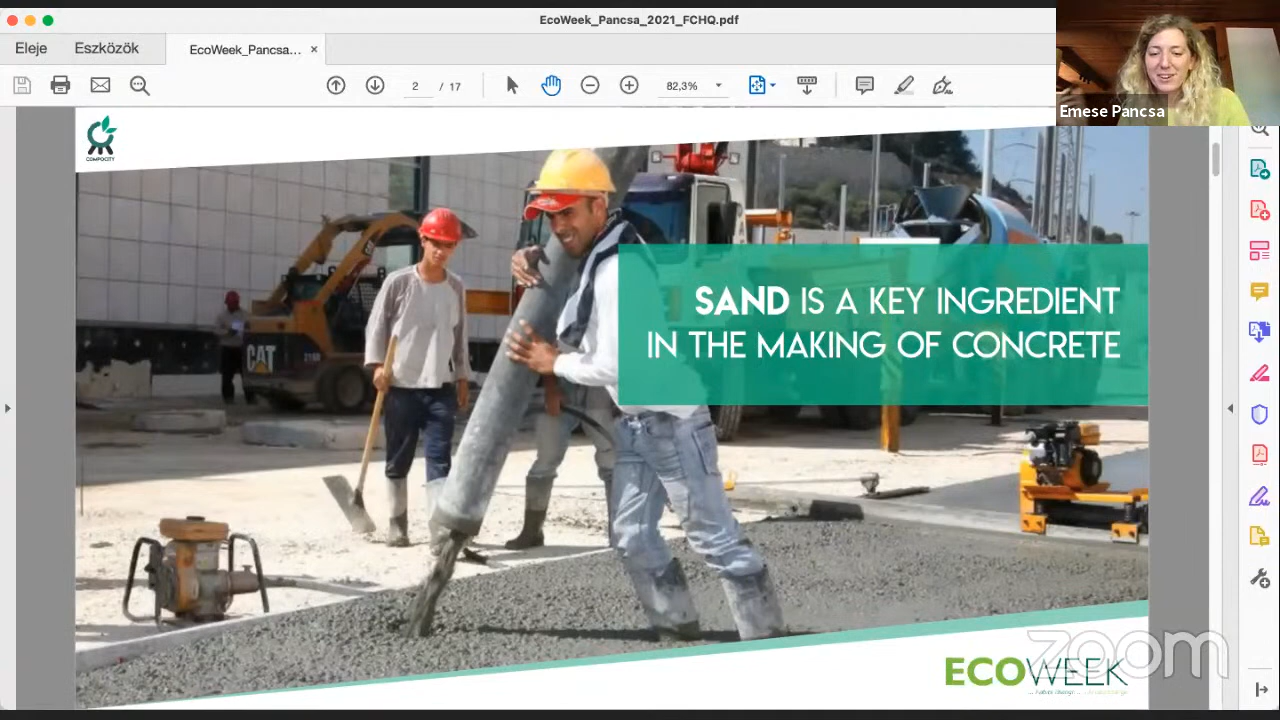 EcoWeek_Pancsa_2021_FCHQ.pdf
Eleje
Eszközök
EcoWeek_Pancsa... ×
2 / 17
82,3%
Emese Pancsa
COMPOCITY
CAT
SAND IS A KEY INGREDIENT
IN THE MAKING OF CONCRETE
zoom
ECOWEEK